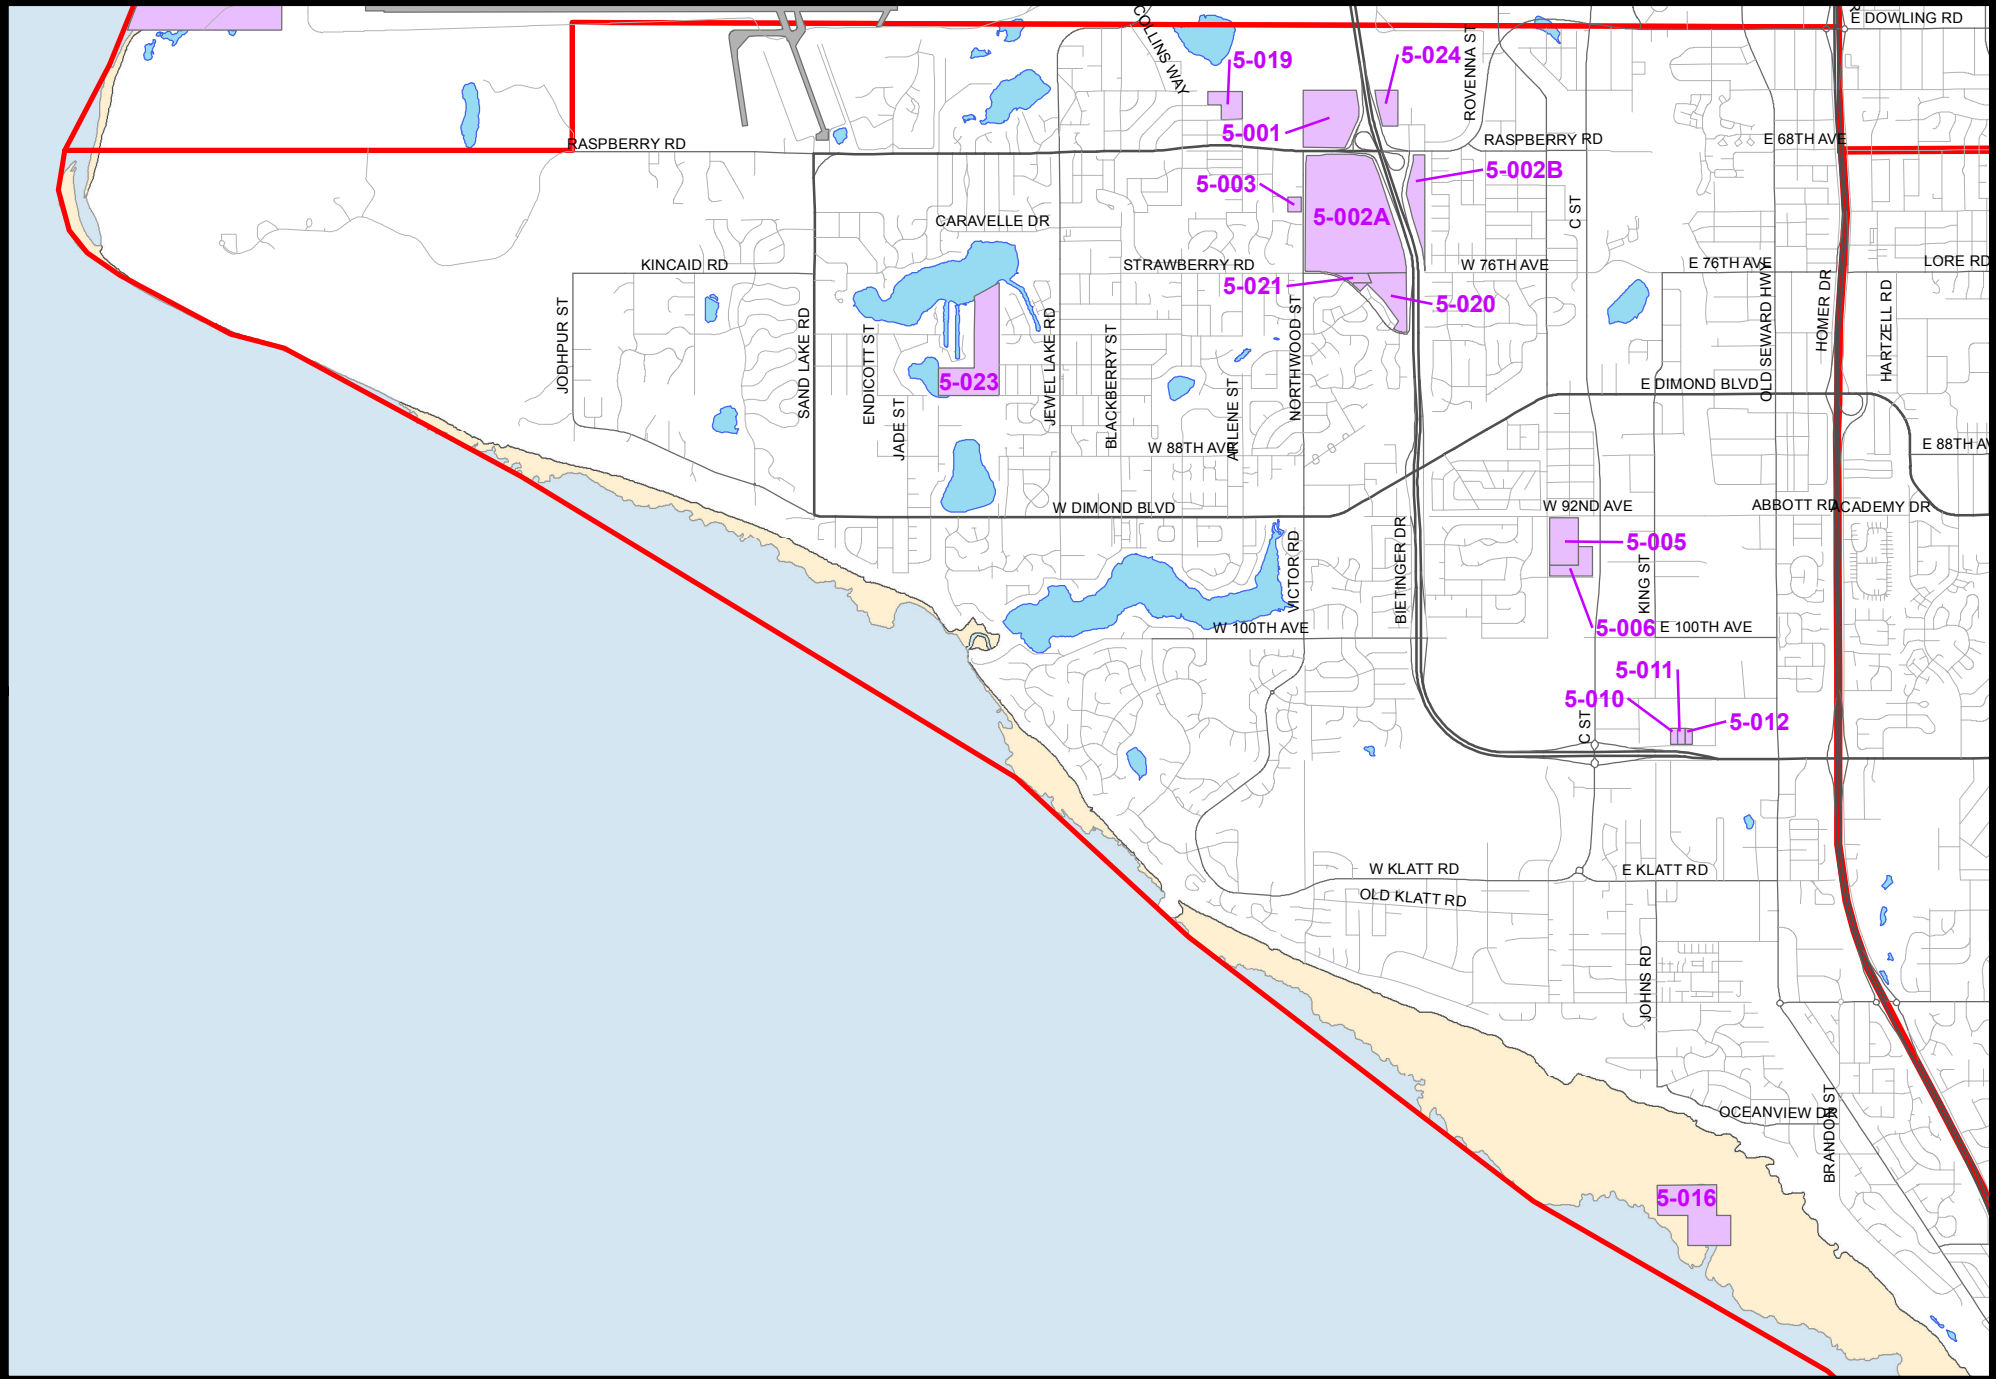 E DOWLING RD
COLLINS WAY
5-019
5-024
ROVENNA ST
5-001
RASPBERRY RD
RASPBERRY RD
E 68TH AVE
5-003
5-002B
5-002A
C ST
CARAVELLE DR
KINCAID RD
STRAWBERRY RD
W 76TH AVE
E 76TH AVE
LORE RD
5-021
5-020
JODHPUR ST
SAND LAKE RD
ENDICOTT ST
JEWEL LAKE RD
BLACKBERRY ST
NORTHWOOD ST
OLD SEWARD HWY
HOMER DR
HARTZELL RD
5-023
E DIMOND BLVD
JADE ST
ARLENE ST
W 88TH AVE
E 88TH AV
W DIMOND BLVD
W 92ND AVE
ABBOTT RD
ACADEMY DR
5-005
VICTOR RD
BIETINGER DR
KING ST
5-006
W 100TH AVE
E 100TH AVE
5-011
5-010
5-012
C ST
W KLATT RD
E KLATT RD
OLD KLATT RD
JOHNS RD
OCEANVIEW DR
BRANDON ST
5-016